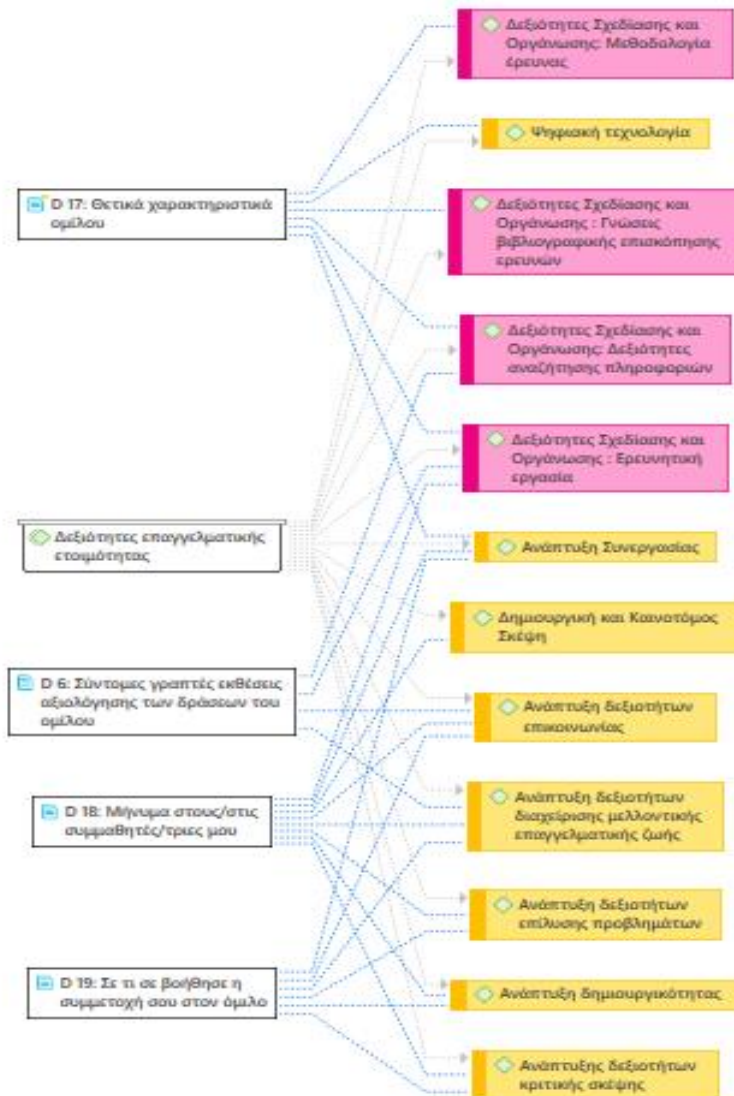 Δεξιότητες Σχεδίασης και
Οργάνωσης: Μεθοδολογία
έρευνας
Ψηφιακή τεχνολογία
D 17: Θετικά χαρακτηριστικά
ομίλου
Δεξιότητες Σχεδίασης και
Οργάνωσης : Γνώσεις
βιβλιογραφικής επισκόπησης
ερευνών
Δεξιότητες Σχεδίασης και
Οργάνωσης: Δεξιότητες
αναζήτησης πληροφοριών
Δεξιότητες Σχεδίασης και
Οργάνωσης : Ερευνητική
εργασία
Δεξιότητες επαγγελματικής
ετοιμότητας
Ανάπτυξη Συνεργασίας
Δημιουργική και Καινοτόμος
Σκέψη
D 6: Σύντομες γραπτές εκθέσεις
αξιολόγησης των δράσεων του
ομίλου
Ανάπτυξη δεξιοτήτων
επικοινωνίας
D 18: Μήνυμα στους/στις
συμμαθητές/τριες μου
Ανάπτυξη δεξιοτήτων
διαχείρισης μελλοντικής
επαγγελματικής ζωής
Ανάπτυξη δεξιοτήτων
επίλυσης προβλημάτων
D 19: Σε τι σε βοήθησε η
συμμετοχή σου στον όμιλο
Ανάπτυξη δημιουργικότητας
Ανάπτυξης δεξιοτήτων
κριτικής σκέψης